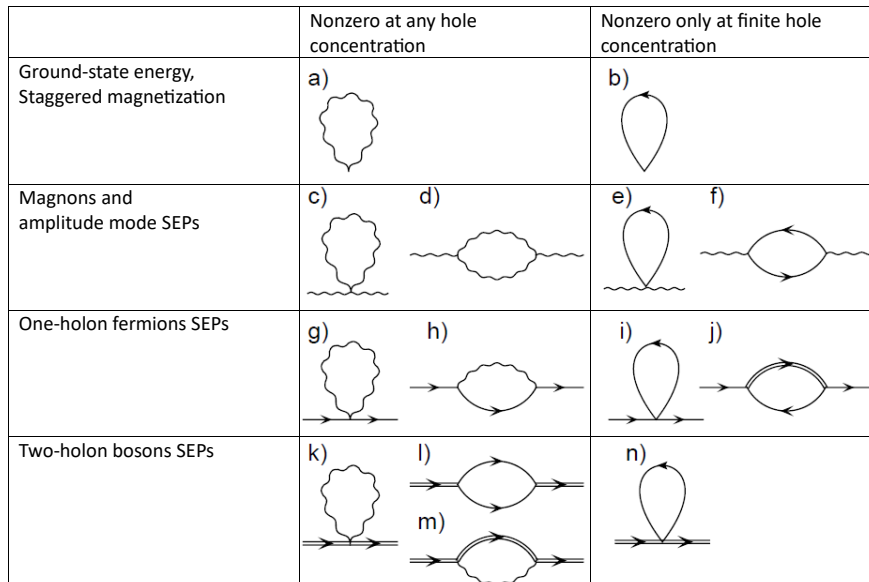 Nonzero at any hole
concentration
Nonzero only at finite hole
concentration
Ground-state energy,
Staggered magnetization
a)
b)
Magnons and
amplitude mode SEPs
c)
d)
e)
f)
One-holon fermions SEPs
g)
h)
i)
j)
Two-holon bosons SEPs
k)
l)
m)
n)